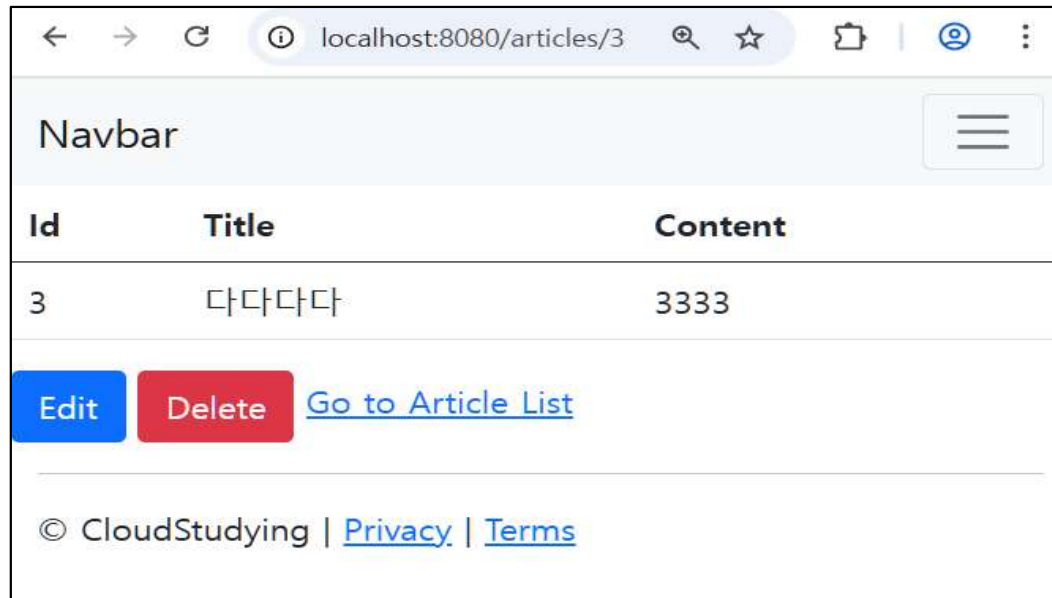 localhost:8080/articles/3
Navbar
Id Title Content
3 다다다다 3333
Edit Delete Go to Article List
© CloudStudying | Privacy | Terms